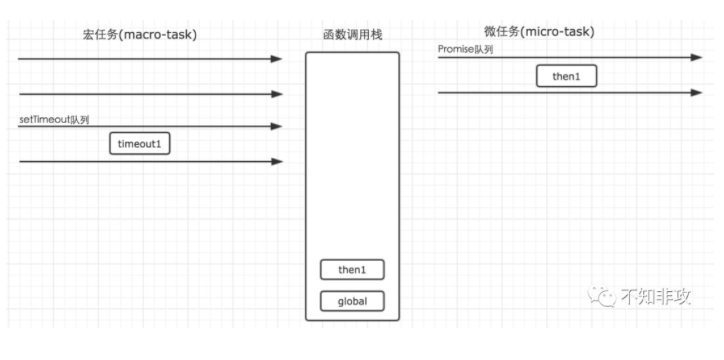 宏任务(macro-task)
函数调用栈
微任务(micro-task)
Promise队列
then1
setTimeout队列
timeout1
then1
global
不知非攻